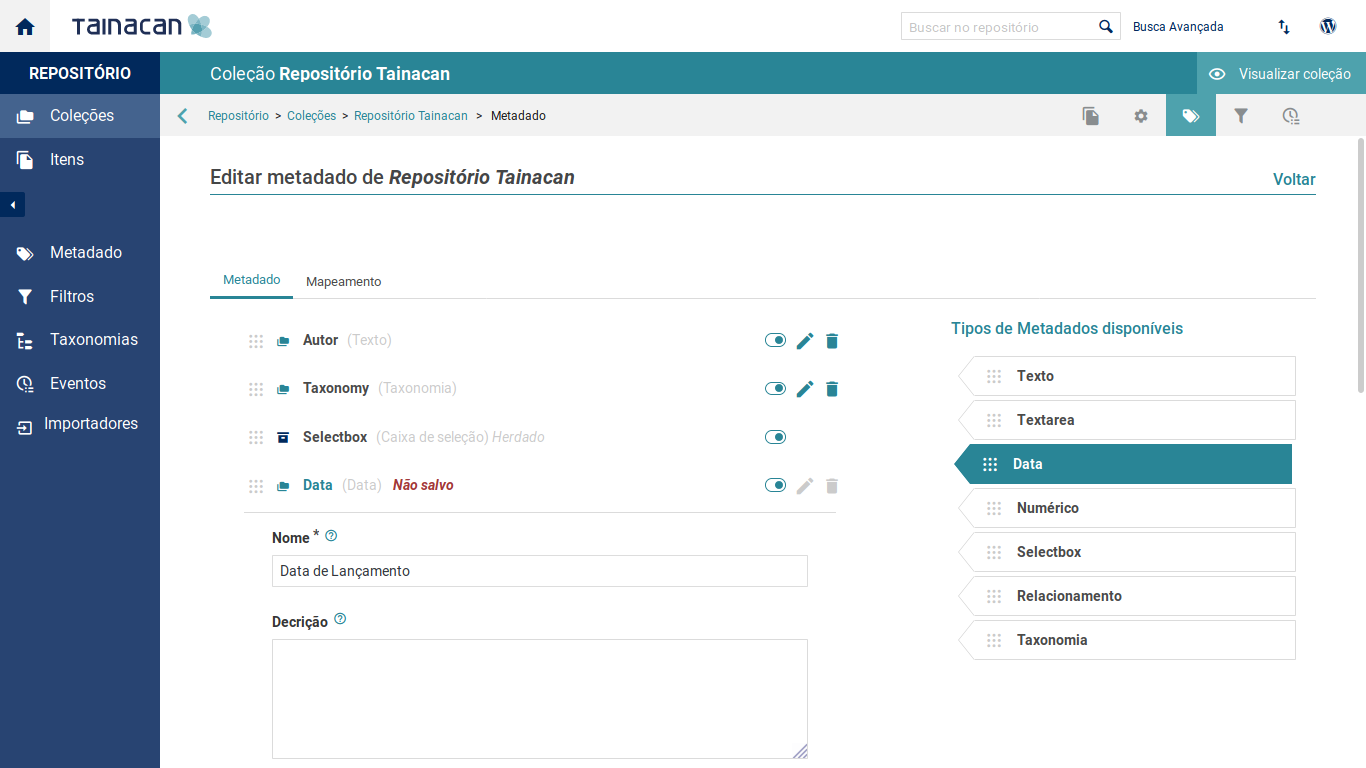 TAINACAN
Buscar no repositório
Busca Avançada
REPOSITÓRIO
Coleção Repositório Tainacan
Visualizar coleção
Coleções
Repositório > Coleções > Repositório Tainacan > Metadado
Itens
Editar metadado de Repositório Tainacan
Voltar
Metadado
Filtros
Taxonomias
Eventos
Importadores
Metadado
Mapeamento
Autor (Texto)
Taxonomy (Taxonomia)
Selectbox (Caixa de seleção) Herdado
Data (Data) Não salvo
Nome *
Data de Lançamento
Decrição
Tipos de Metadados disponíveis
Texto
Textarea
Data
Numérico
Selectbox
Relacionamento
Taxonomia